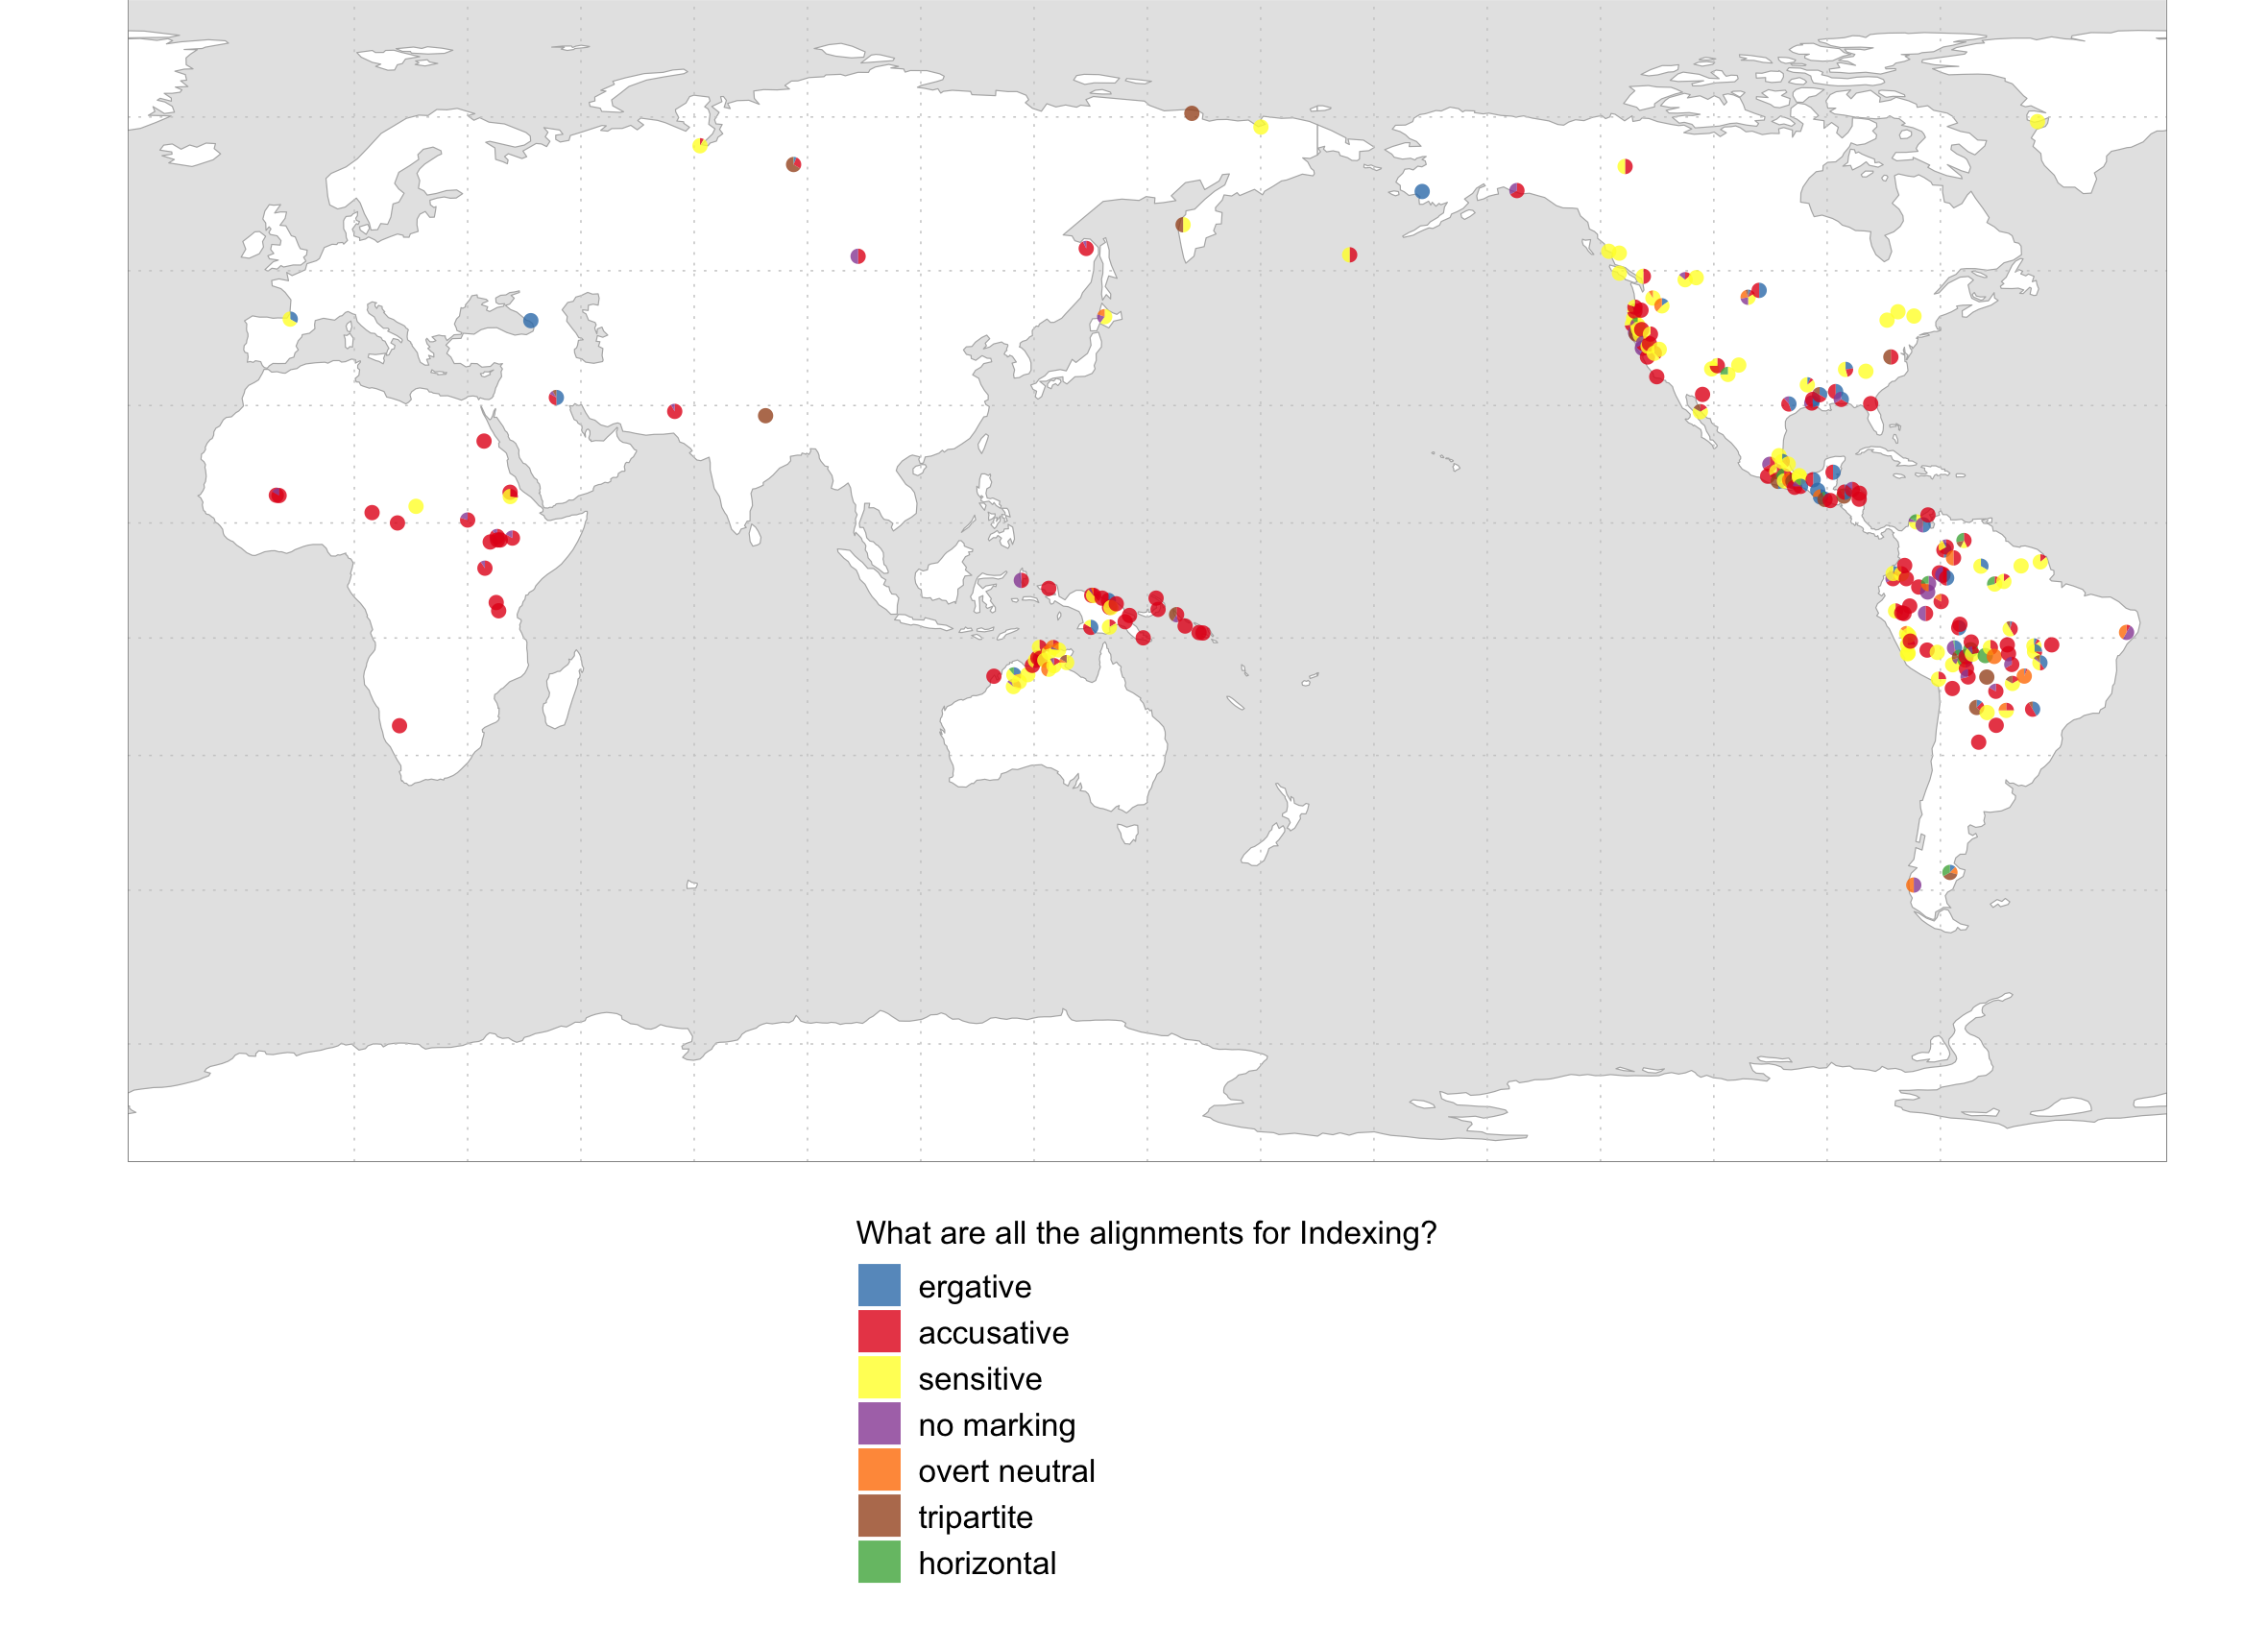 What are all the alignments for Indexing?
ergative
accusative
sensitive
no marking
overt neutral
tripartite
horizontal